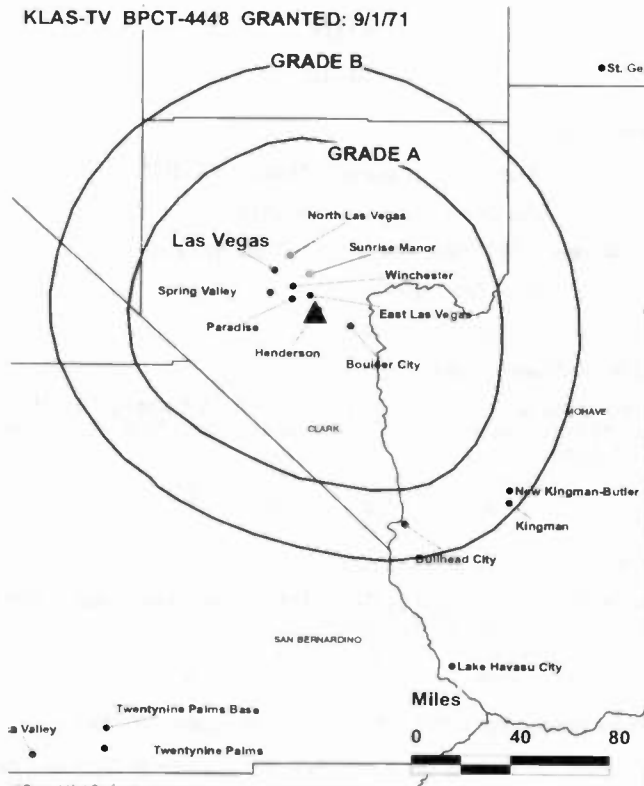 KLAS-TV BPCT-4448 GRANTED: 9/1/71
GRADE B
St. Ge
GRADE A
North Las Vegas
Las Vegas
Sunrise Manor
Winchester
Spring Valley
East Las Vegas
Paradise
Henderson
Boulder City
MOHAVE
CLARK
New Kingman-Butler
Kingman
Bullhead City
SAN BERNARDINO
Lake Havasu City
Miles
Twentynine Palms Base
a Valley
0 40 80
Twentynine Palms